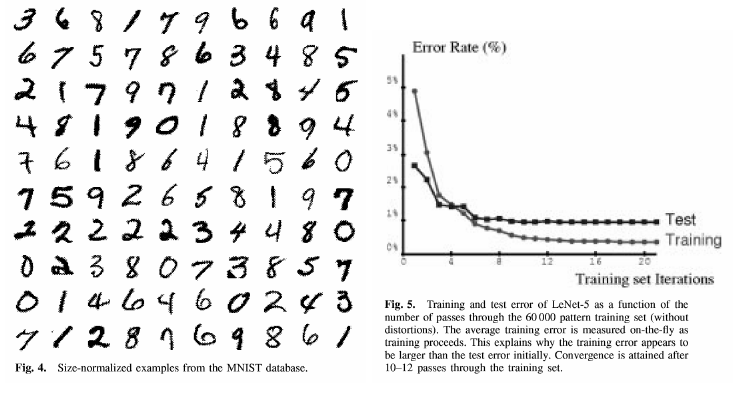 3 6 8 1 7 9 6 6 9 1
6 7 5 7 8 6 3 4 8 5
2 1 7 9 7 1 2 8 4 5
4 8 1 9 0 1 8 8 9 4
7 6 1 8 6 4 1 5 6 0
7 5 9 2 6 5 8 1 9 7
2 2 2 2 2 3 4 4 8 0
0 2 3 8 0 7 3 8 5 7
0 1 4 6 4 6 0 2 4 3
7 1 2 8 7 6 9 8 6 1
Fig. 4. Size-normalized examples from the MNIST database.
Error Rate (%)
5%
4%
3%
2%
1%
0%
Test
Training
0 4 8 12 16 20
Training set Iterations
Fig. 5. Training and test error of LeNet-5 as a function of the
number of passes through the 60 000 pattern training set (without
distortions). The average training error is measured on-the-fly as
training proceeds. This explains why the training error appears to
be larger than the test error initially. Convergence is attained after
10–12 passes through the training set.